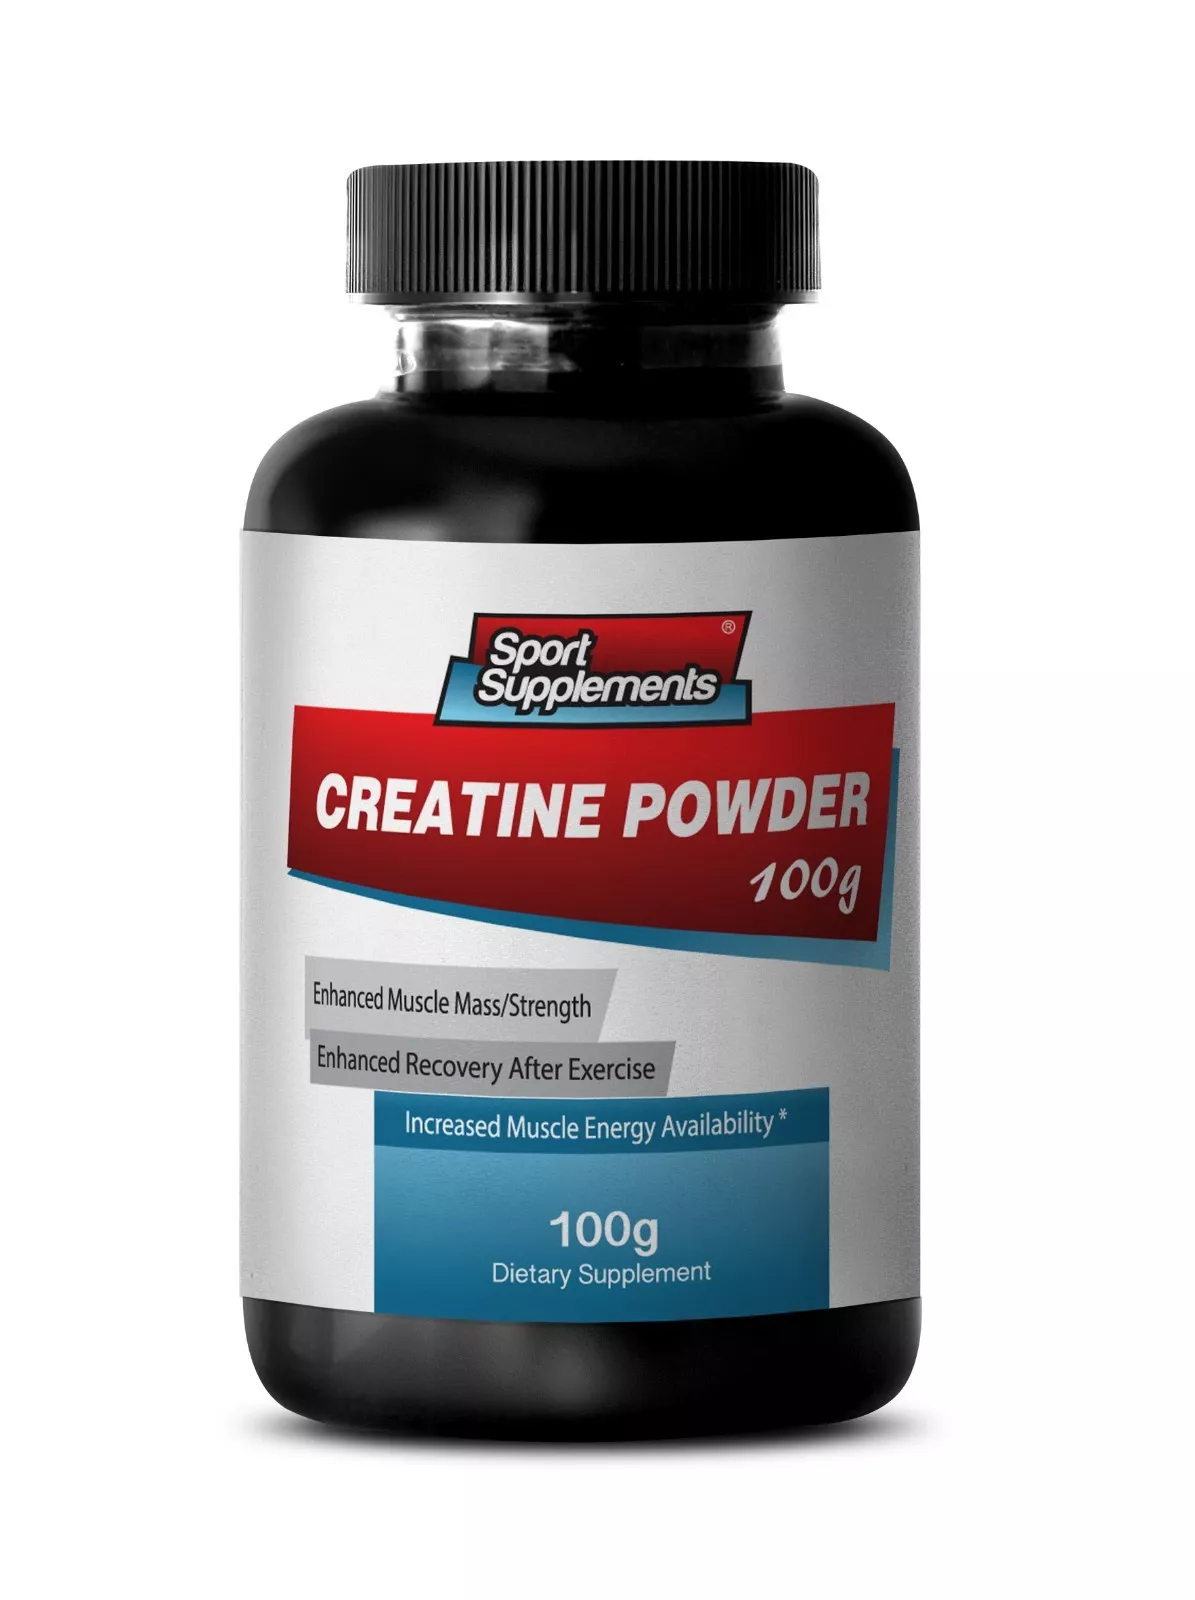 Sport
Supplements®
CREATINE POWDER
100g
Enhanced Muscle Mass/Strength
Enhanced Recovery After Exercise
Increased Muscle Energy Availability *
100g
Dietary Supplement